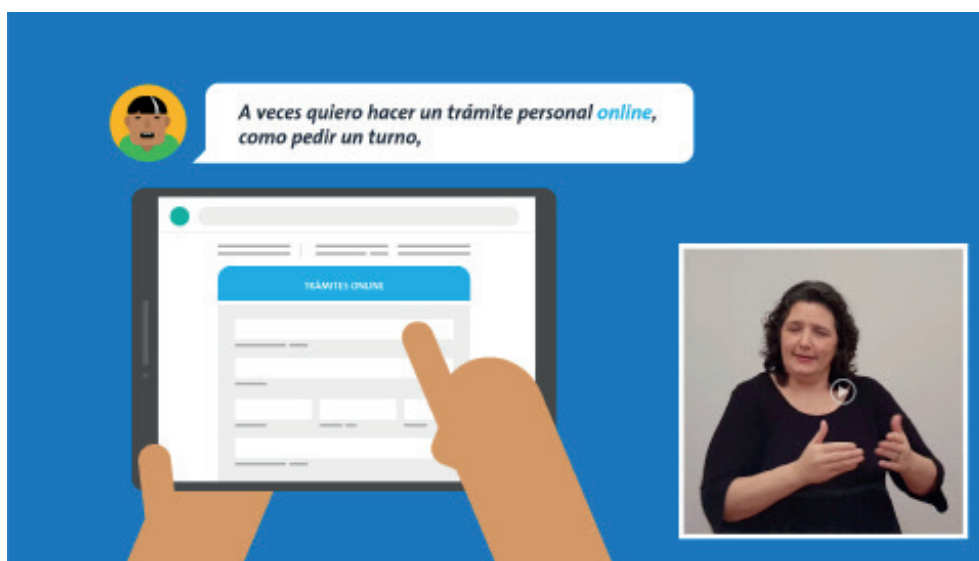 A veces quiero hacer un trámite personal online,
como pedir un turno,
TRÁMITES ONLINE